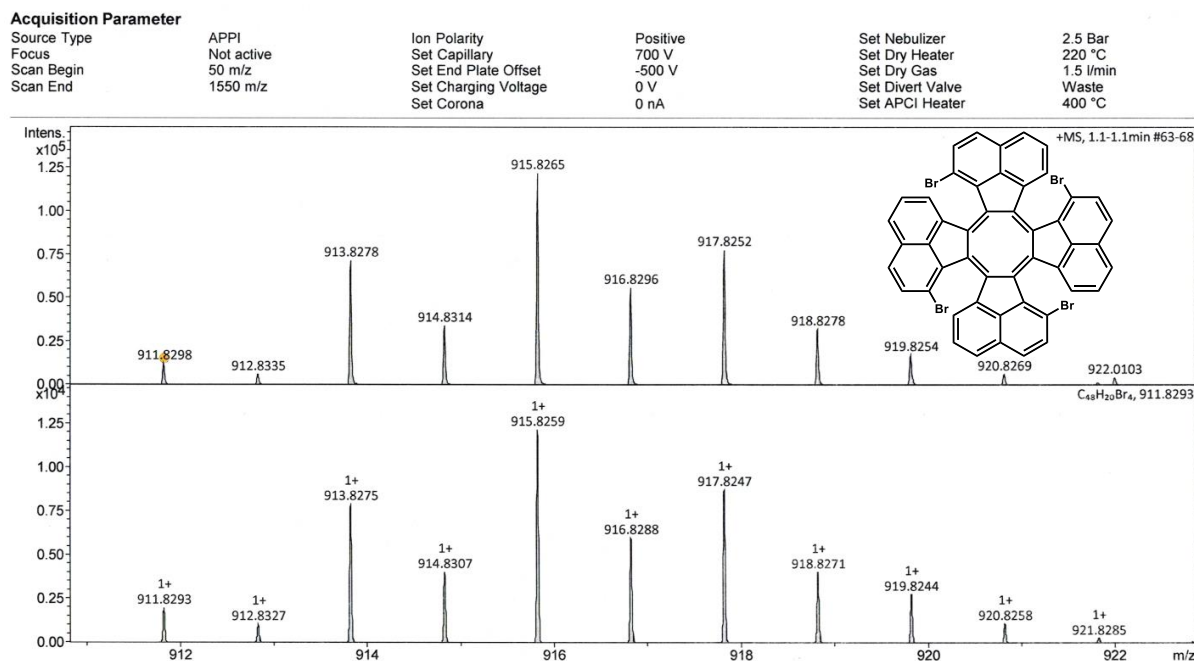 Acquisition Parameter
Source Type APPI Ion Polarity Positive Set Nebulizer 2.5 Bar
Focus Not active Set Capillary 700 V Set Dry Heater 220 °C
Scan Begin 50 m/z Set End Plate Offset -500 V Set Dry Gas 1.5 l/min
Scan End 1550 m/z Set Charging Voltage 0 V Set Divert Valve Waste
Set Corona 0 nA Set APCI Heater 400 °C
Intens.
x10⁵
+MS, 1.1-1.1min #63-68
1.25
1.00
0.75
0.50
0.25
0.00
911.8298
912.8335
913.8278
914.8314
915.8265
916.8296
917.8252
918.8278
919.8254
920.8269
922.0103
Br
Br
Br
Br
x10⁴
C₄₈H₂₀Br₄, 911.8293
1.25
1.00
0.75
0.50
0.25
0.00
1+
911.8293
1+
912.8327
1+
913.8275
1+
914.8307
1+
915.8259
1+
916.8288
1+
917.8247
1+
918.8271
1+
919.8244
1+
920.8258
1+
921.8285
912 914 916 918 920 922 m/z